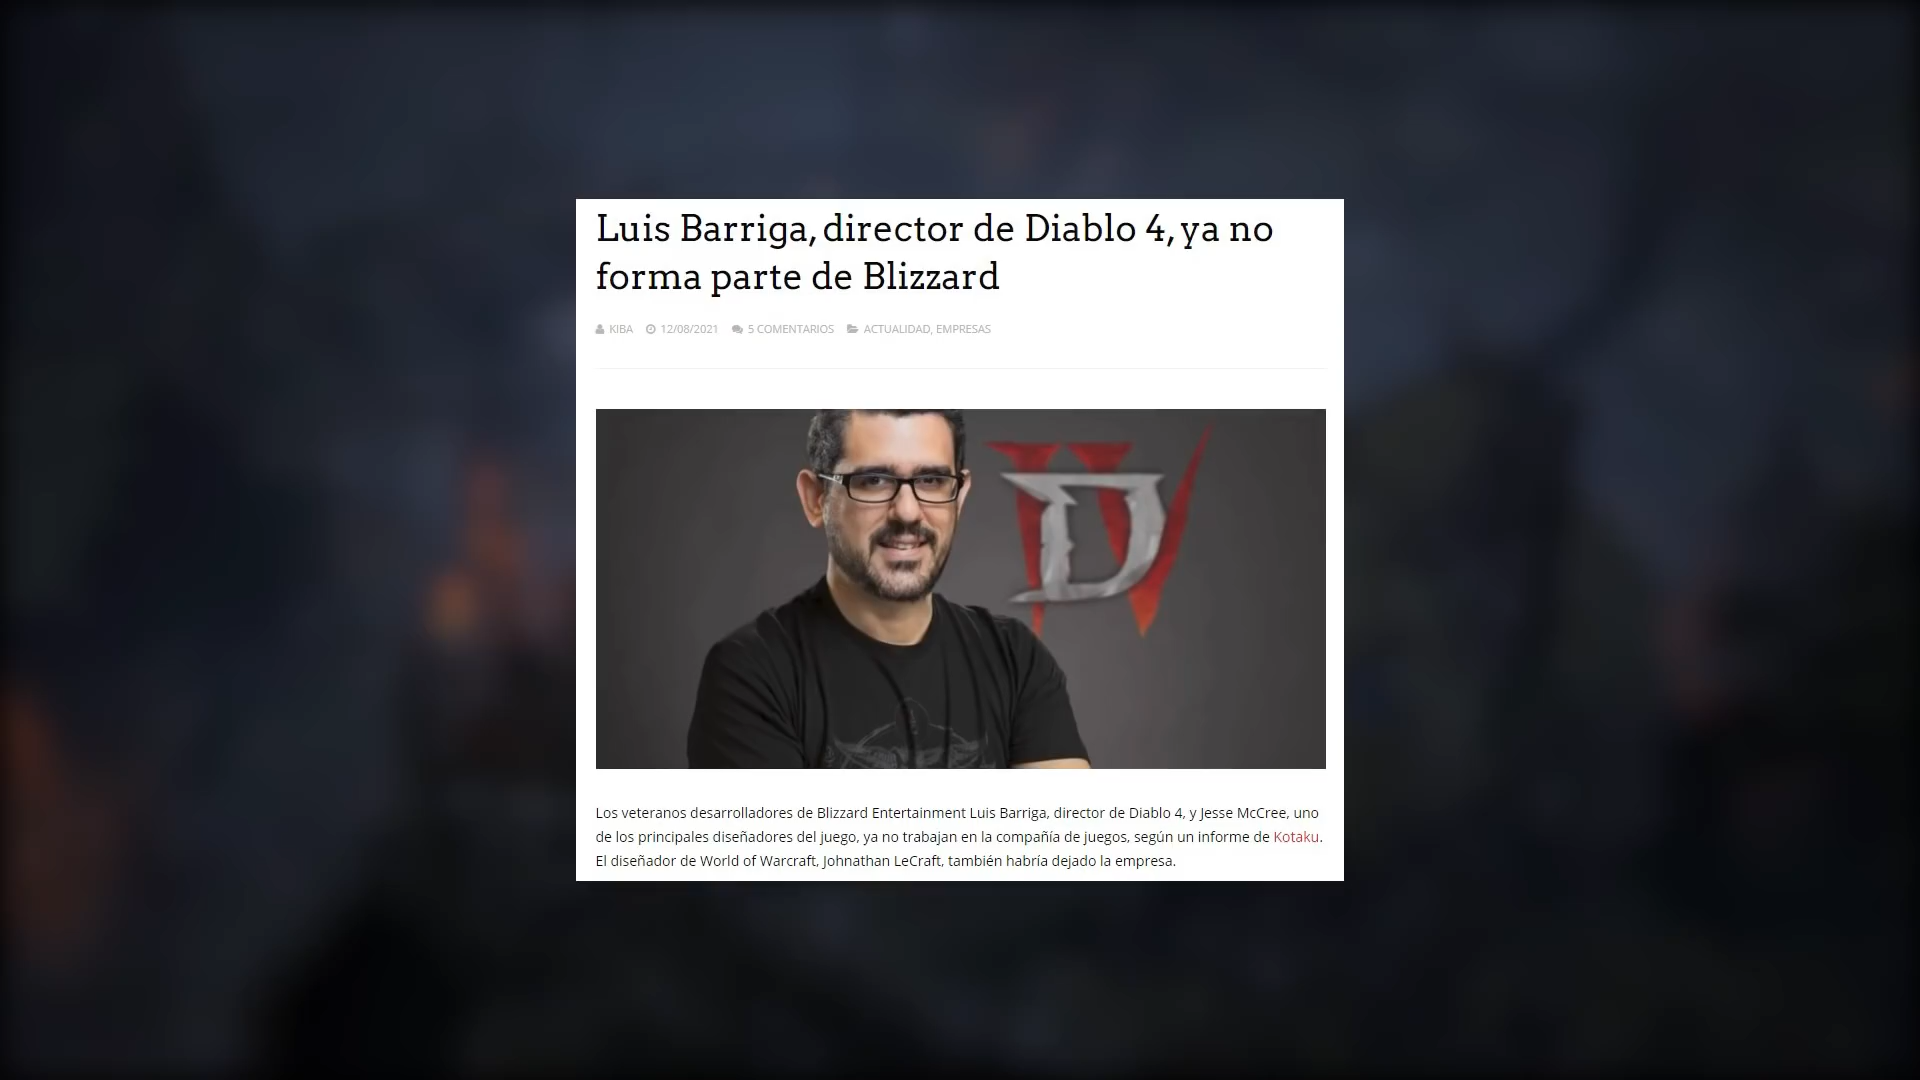 Luis Barriga, director de Diablo 4, ya no
forma parte de Blizzard
KIBA 12/08/2021 5 COMENTARIOS ACTUALIDAD, EMPRESAS
IV
D
Los veteranos desarrolladores de Blizzard Entertainment Luis Barriga, director de Diablo 4, y Jesse McCree, uno
de los principales diseñadores del juego, ya no trabajan en la compañía de juegos, según un informe de Kotaku.
El diseñador de World of Warcraft, Johnathan LeCraft, también habría dejado la empresa.